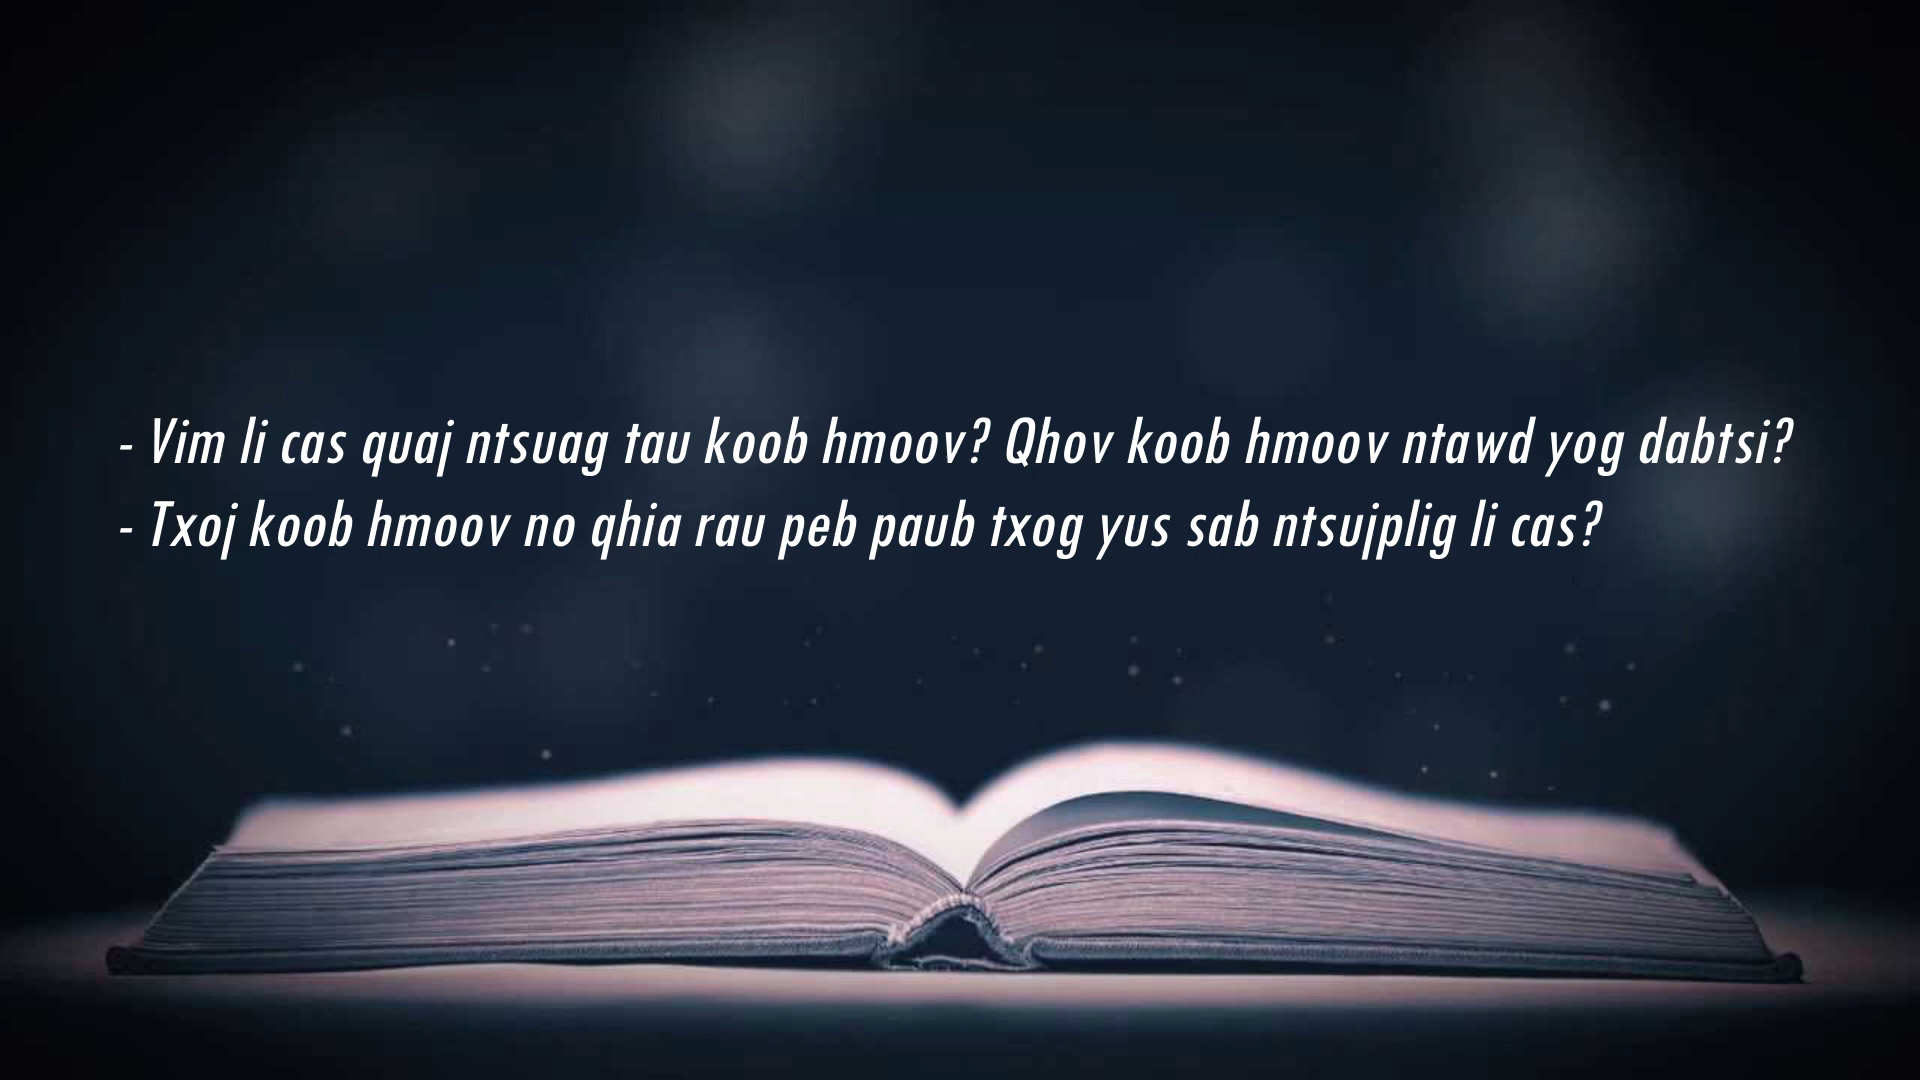 - Vim li cas quaj ntsuag tau koob hmoov? Qhov koob hmoov ntawd yog dabtsi?
- Txoj koob hmoov no qhia rau peb paub txog yus sab ntsujplig li cas?